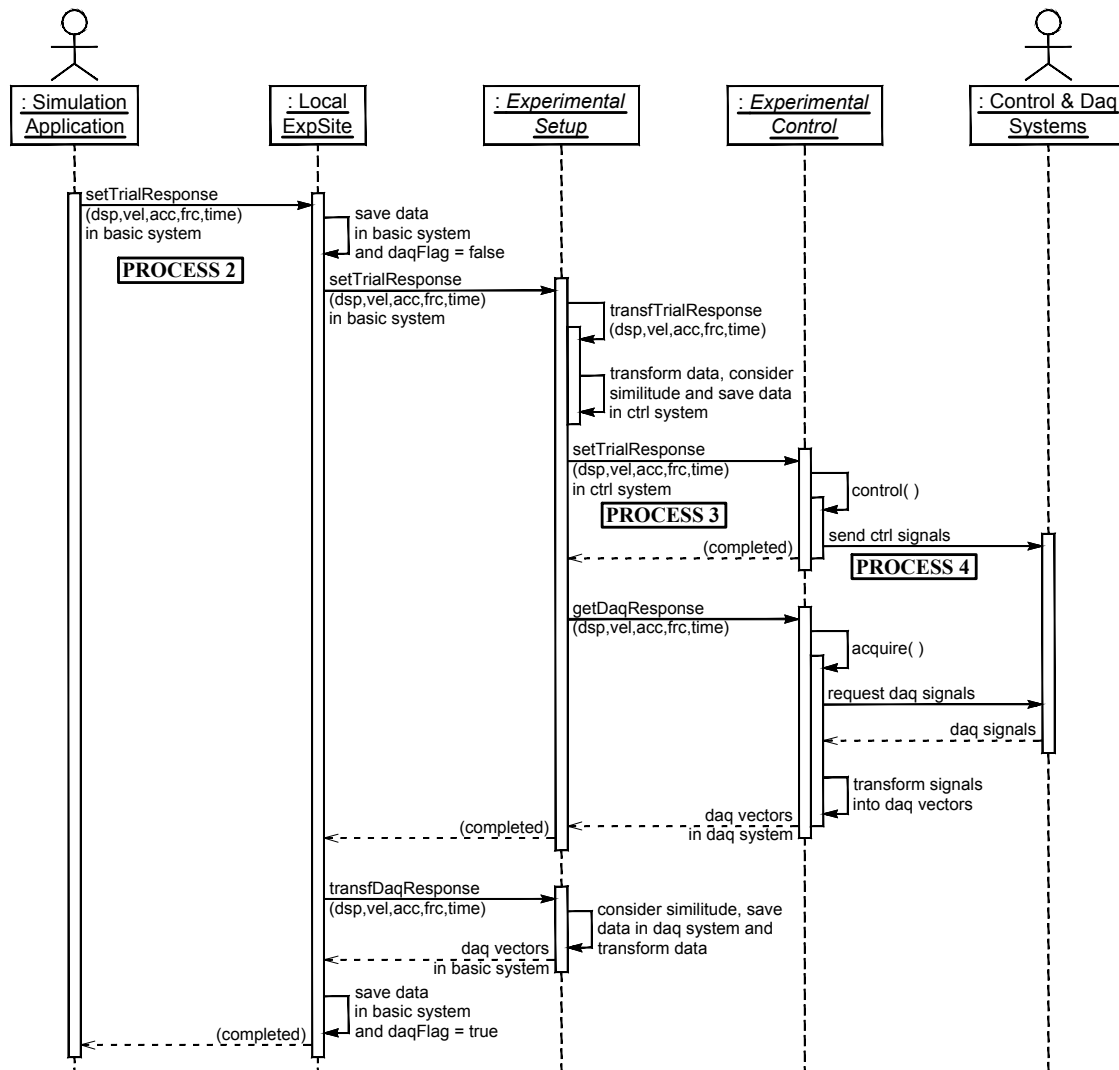 : Simulation
Application
: Local
ExpSite
: Experimental
Setup
: Experimental
Control
: Control & Daq
Systems
setTrialResponse
(dsp,vel,acc,frc,time)
in basic system
save data
in basic system
and daqFlag = false
PROCESS 2
setTrialResponse
(dsp,vel,acc,frc,time)
in basic system
transfTrialResponse
(dsp,vel,acc,frc,time)
transform data, consider
similitude and save data
in ctrl system
setTrialResponse
(dsp,vel,acc,frc,time)
in ctrl system
PROCESS 3
control( )
send ctrl signals
(completed)
PROCESS 4
getDaqResponse
(dsp,vel,acc,frc,time)
acquire( )
request daq signals
daq signals
transform signals
into daq vectors
daq vectors
in daq system
(completed)
transfDaqResponse
(dsp,vel,acc,frc,time)
consider similitude, save
data in daq system and
transform data
daq vectors
in basic system
save data
in basic system
and daqFlag = true
(completed)